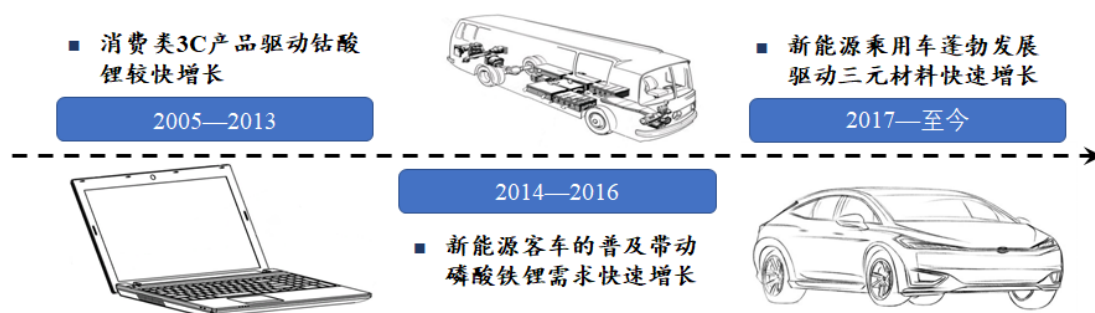 ■ 消费类3C产品驱动钴酸
锂较快增长
2005—2013
2014—2016
■ 新能源客车的普及带动
磷酸铁锂需求快速增长
■ 新能源乘用车蓬勃发展
驱动三元材料快速增长
2017—至今